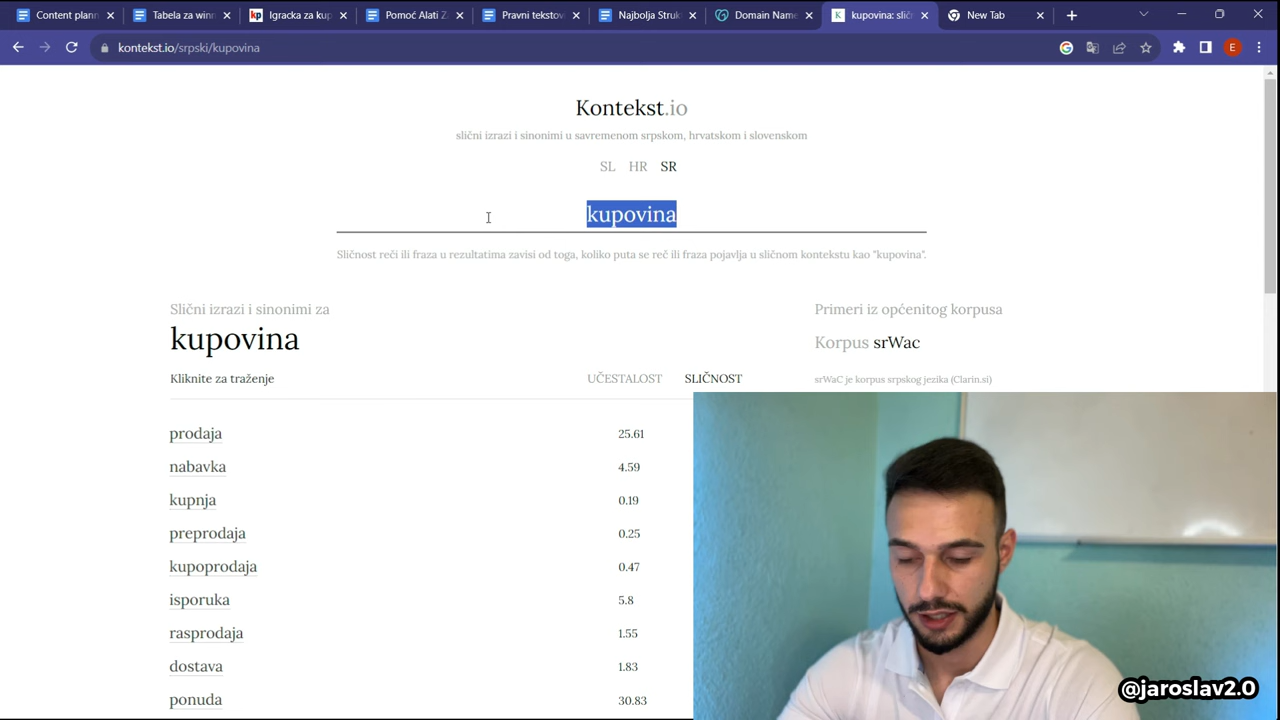 Content plann
Tabela za wind
Igracka za kup
Pomoć Alati Za
Pravni tekstovi
Najbolja Struk
Domain Name
kupovina: slič
New Tab
kontekst.io/srpski/kupovina
Kontekst.io
slični izrazi i sinonimi u savremenom srpskom, hrvatskom i slovenskom
SL HR SR
kupovina
Sličnost reči ili fraza u rezultatima zavisi od toga, koliko puta se reč ili fraza pojavlja u sličnom kontekstu kao "kupovina".
Slični izrazi i sinonimi za
kupovina
Kliknite za traženje UČESTALOST SLIČNOST
prodaja 25.61
nabavka 4.59
kupnja 0.19
preprodaja 0.25
kupoprodaja 0.47
isporuka 5.8
rasprodaja 1.55
dostava 1.83
ponuda 30.83
Primeri iz općenitog korpusa
Korpus srWac
srWaC je korpus srpskog jezika (Clarin.si)
@jaroslav2.0